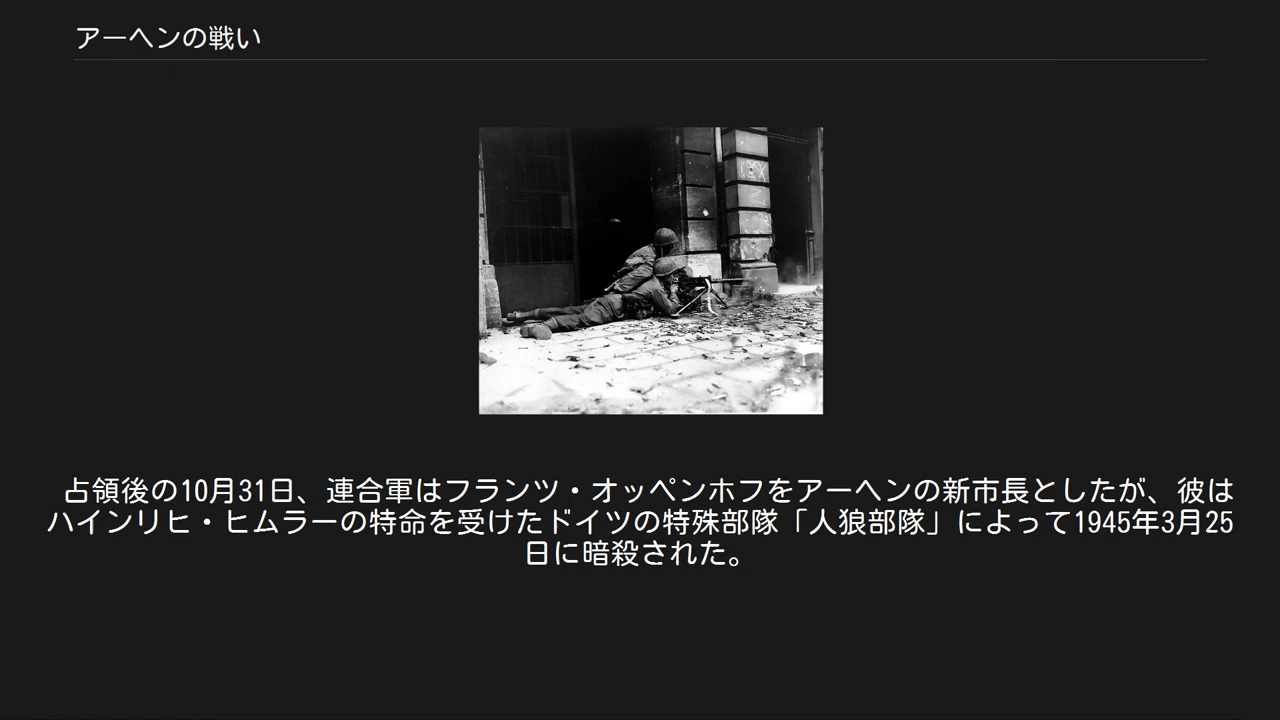 アーヘンの戦い
占領後の10月31日、連合軍はフランツ・オッペンホフをアーヘンの新市長としたが、彼は
ハインリヒ・ヒムラーの特命を受けたドイツの特殊部隊「人狼部隊」によって1945年3月25
日に暗殺された。